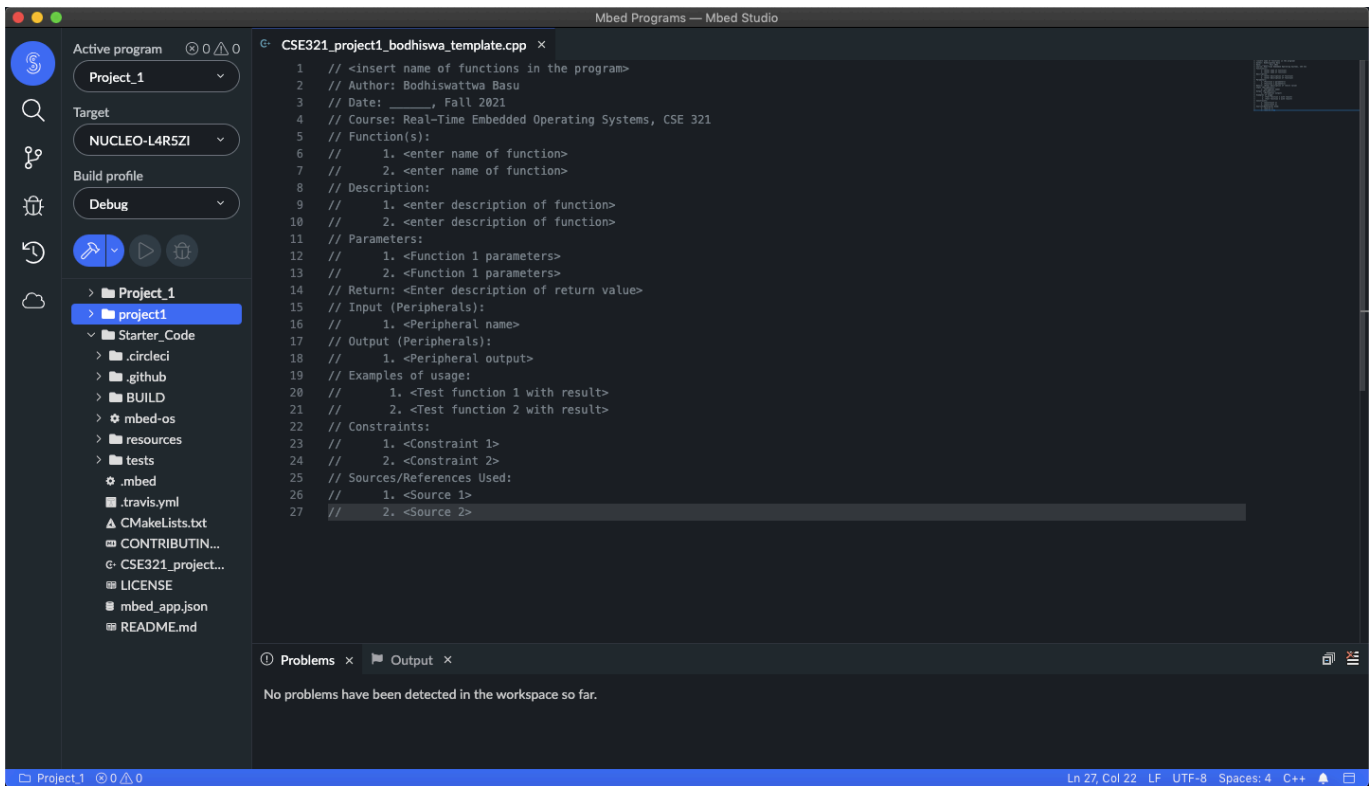 Mbed Programs — Mbed Studio
Active program 0 0
Project_1
Target
NUCLEO-L4R5ZI
Build profile
Debug
Project_1
project1
Starter_Code
.circleci
.github
BUILD
mbed-os
resources
tests
.mbed
.travis.yml
CMakeLists.txt
CONTRIBUTIN...
CSE321_project...
LICENSE
mbed_app.json
README.md
CSE321_project1_bodhiswa_template.cpp ×
1 // <insert name of functions in the program>
2 // Author: Bodhiswattwa Basu
3 // Date: ______, Fall 2021
4 // Course: Real-Time Embedded Operating Systems, CSE 321
5 // Function(s):
6 // 1. <enter name of function>
7 // 2. <enter name of function>
8 // Description:
9 // 1. <enter description of function>
10 // 2. <enter description of function>
11 // Parameters:
12 // 1. <Function 1 parameters>
13 // 2. <Function 1 parameters>
14 // Return: <Enter description of return value>
15 // Input (Peripherals):
16 // 1. <Peripheral name>
17 // Output (Peripherals):
18 // 1. <Peripheral output>
19 // Examples of usage:
20 // 1. <Test function 1 with result>
21 // 2. <Test function 2 with result>
22 // Constraints:
23 // 1. <Constraint 1>
24 // 2. <Constraint 2>
25 // Sources/References Used:
26 // 1. <Source 1>
27 // 2. <Source 2>
Problems × Output ×
No problems have been detected in the workspace so far.
Project_1 0 0 Ln 27, Col 22 LF UTF-8 Spaces: 4 C++